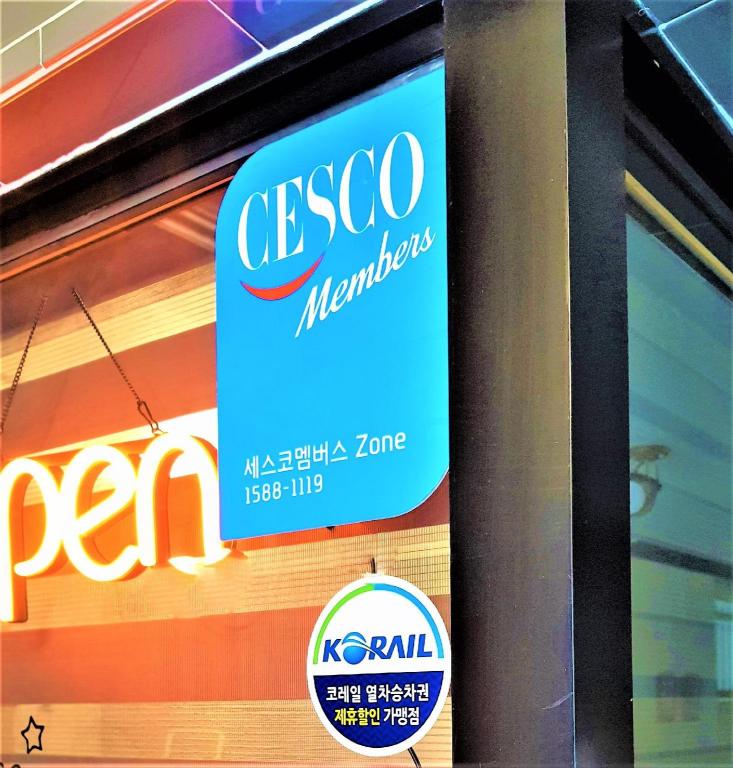 CESCO
Members
세스코멤버스 Zone
1588-1119
pen
KORAIL
코레일 열차승차권
제휴할인 가맹점